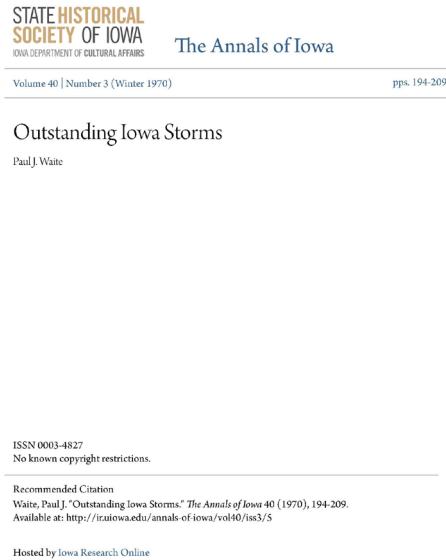 STATE HISTORICAL
SOCIETY OF IOWA
IOWA DEPARTMENT OF CULTURAL AFFAIRS
The Annals of Iowa
Volume 40 | Number 3 (Winter 1970)
pps. 194-209
Outstanding Iowa Storms
Paul J. Waite
ISSN 0003-4827
No known copyright restrictions.
Recommended Citation
Waite, Paul J. "Outstanding Iowa Storms." The Annals of Iowa 40 (1970), 194-209.
Available at: http://ir.uiowa.edu/annals-of-iowa/vol40/iss3/5
Hosted by Iowa Research Online